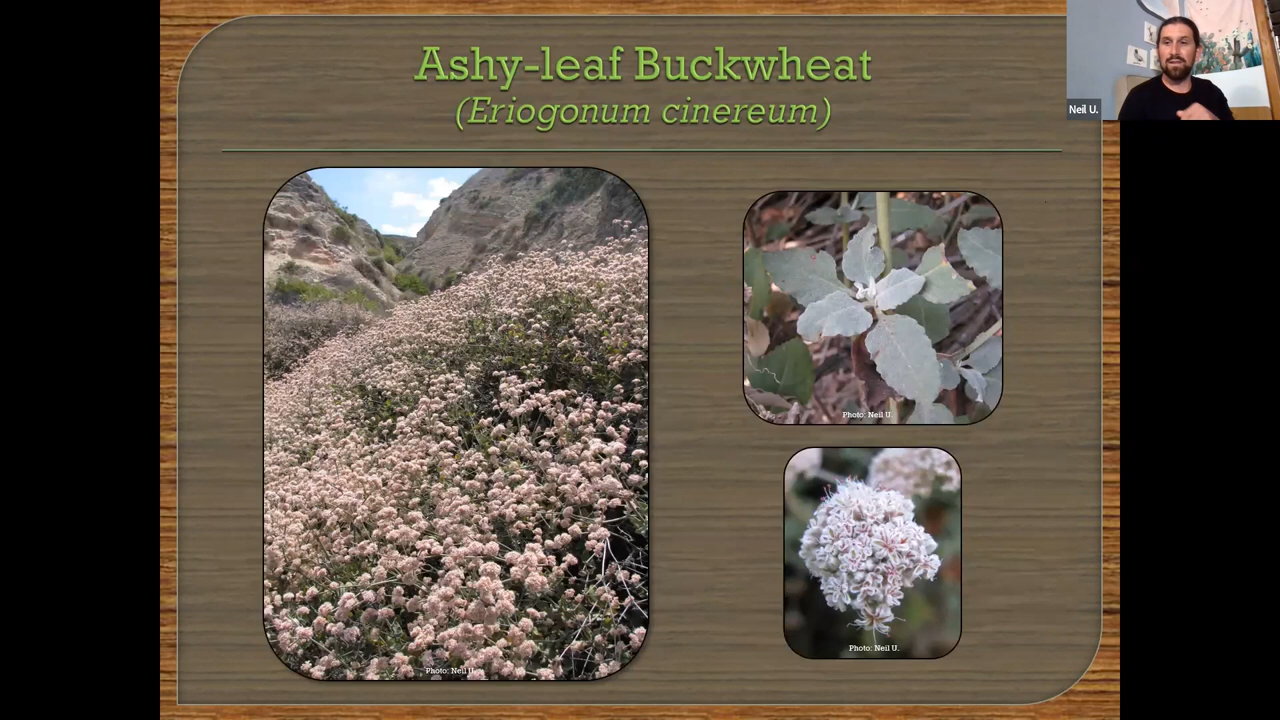 Ashy-leaf Buckwheat
(Eriogonum cinereum)
Neil U.
Photo: Neil U.
Photo: Neil U.
Photo: Neil U.